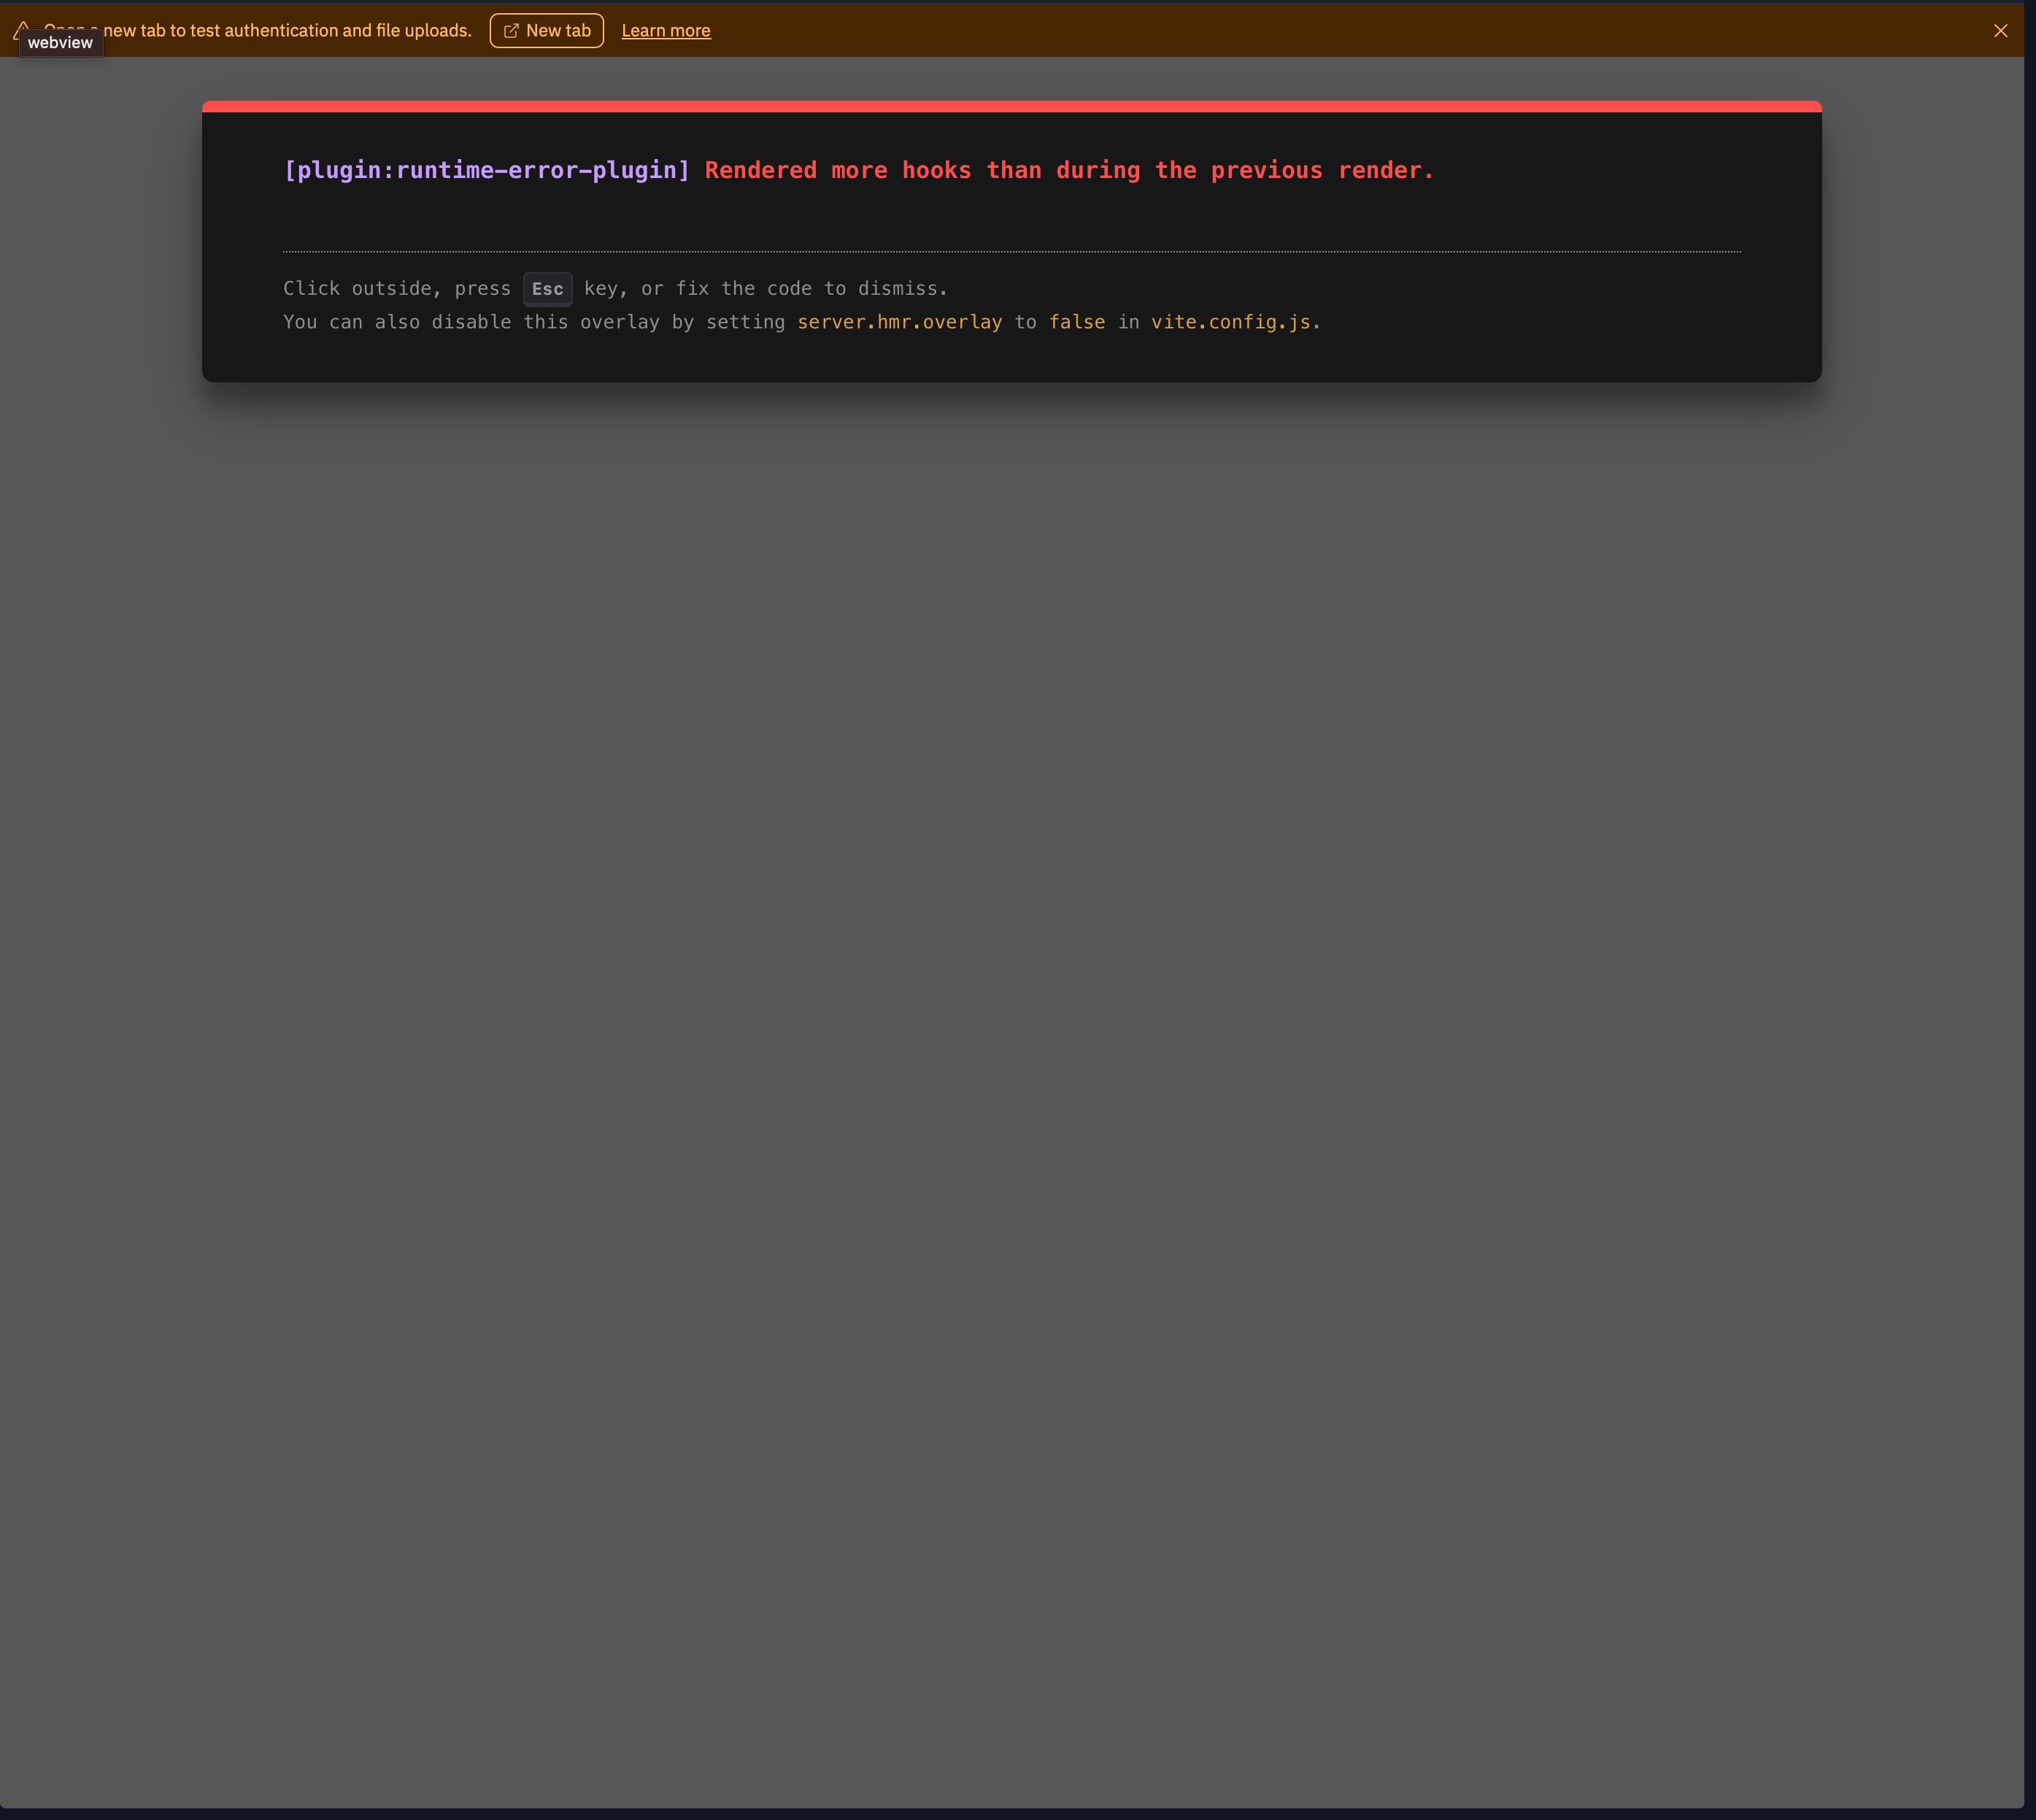 new tab to test authentication and file uploads. New tab Learn more
webview
[plugin:runtime-error-plugin] Rendered more hooks than during the previous render.
Click outside, press Esc key, or fix the code to dismiss.
You can also disable this overlay by setting server.hmr.overlay to false in vite.config.js.